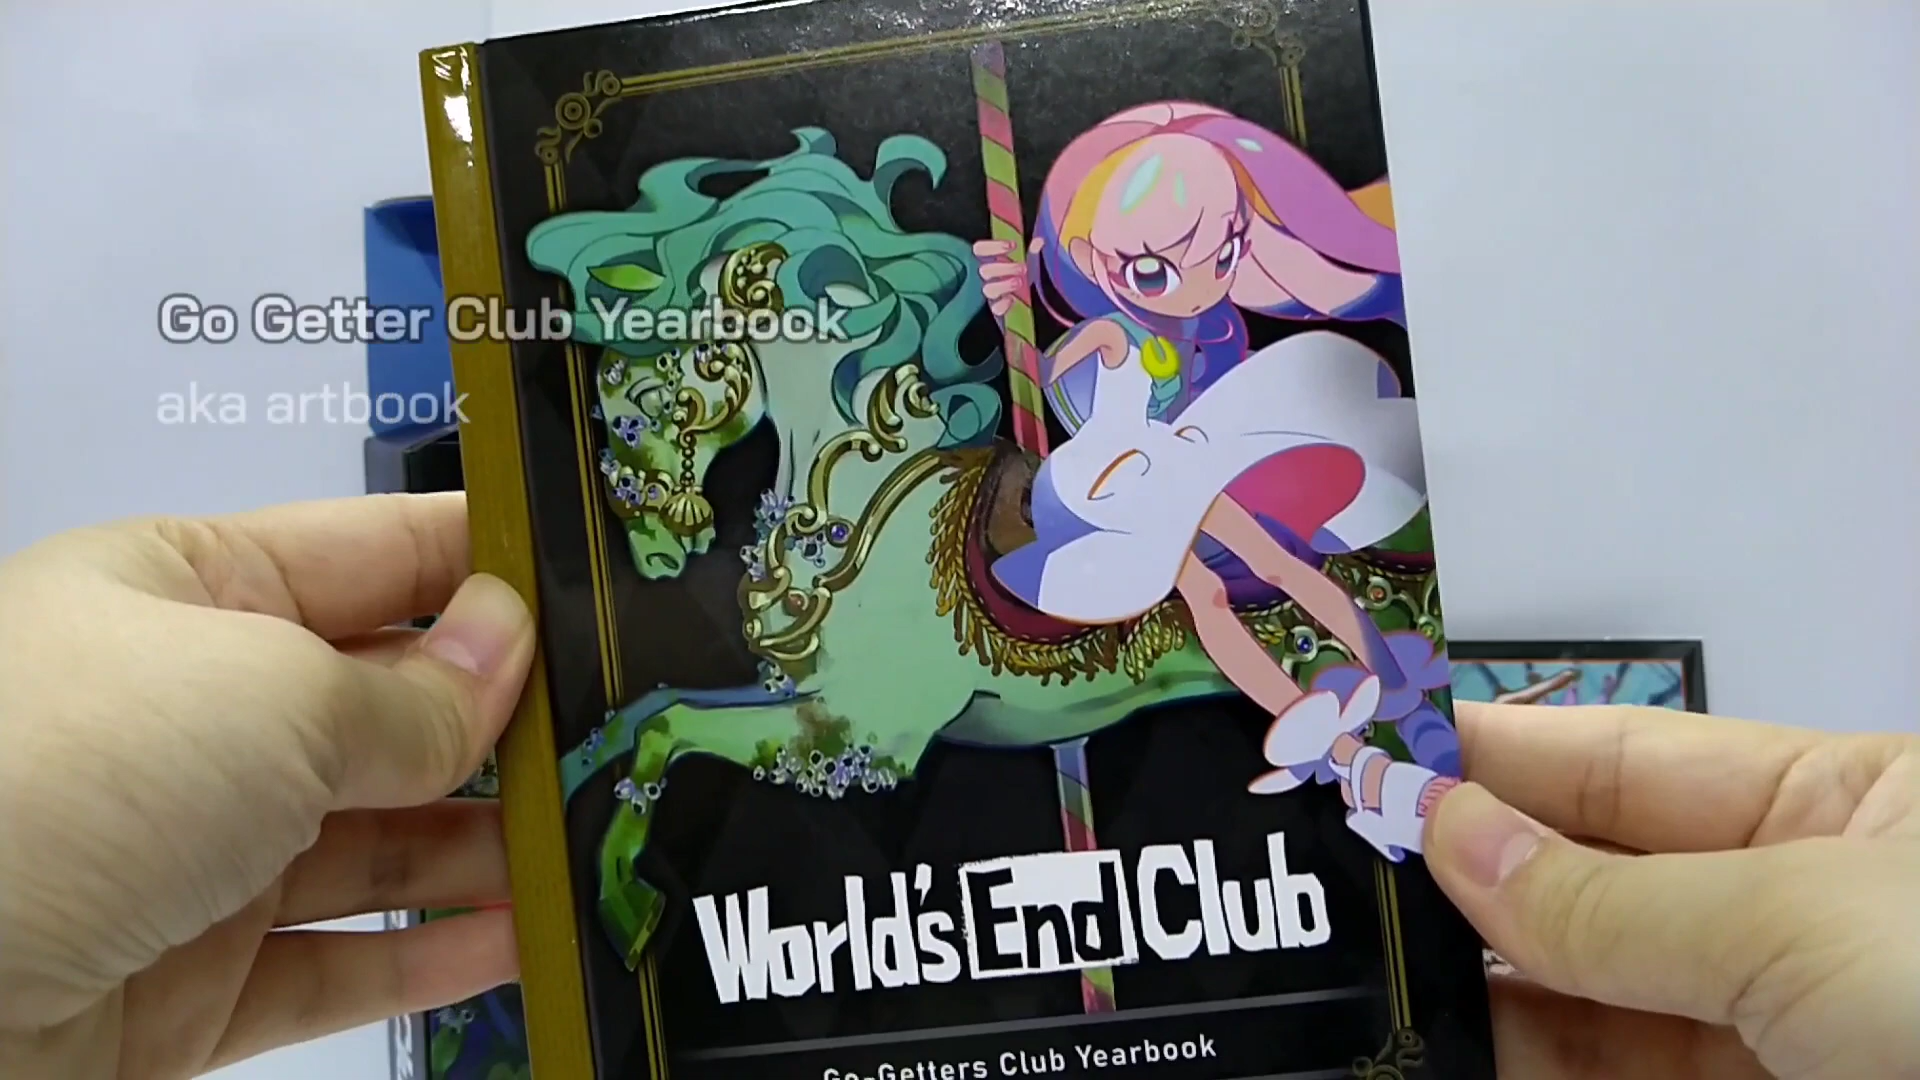 Go Getter Club Yearbook
aka artbook
World's End Club
Go-Getters Club Yearbook